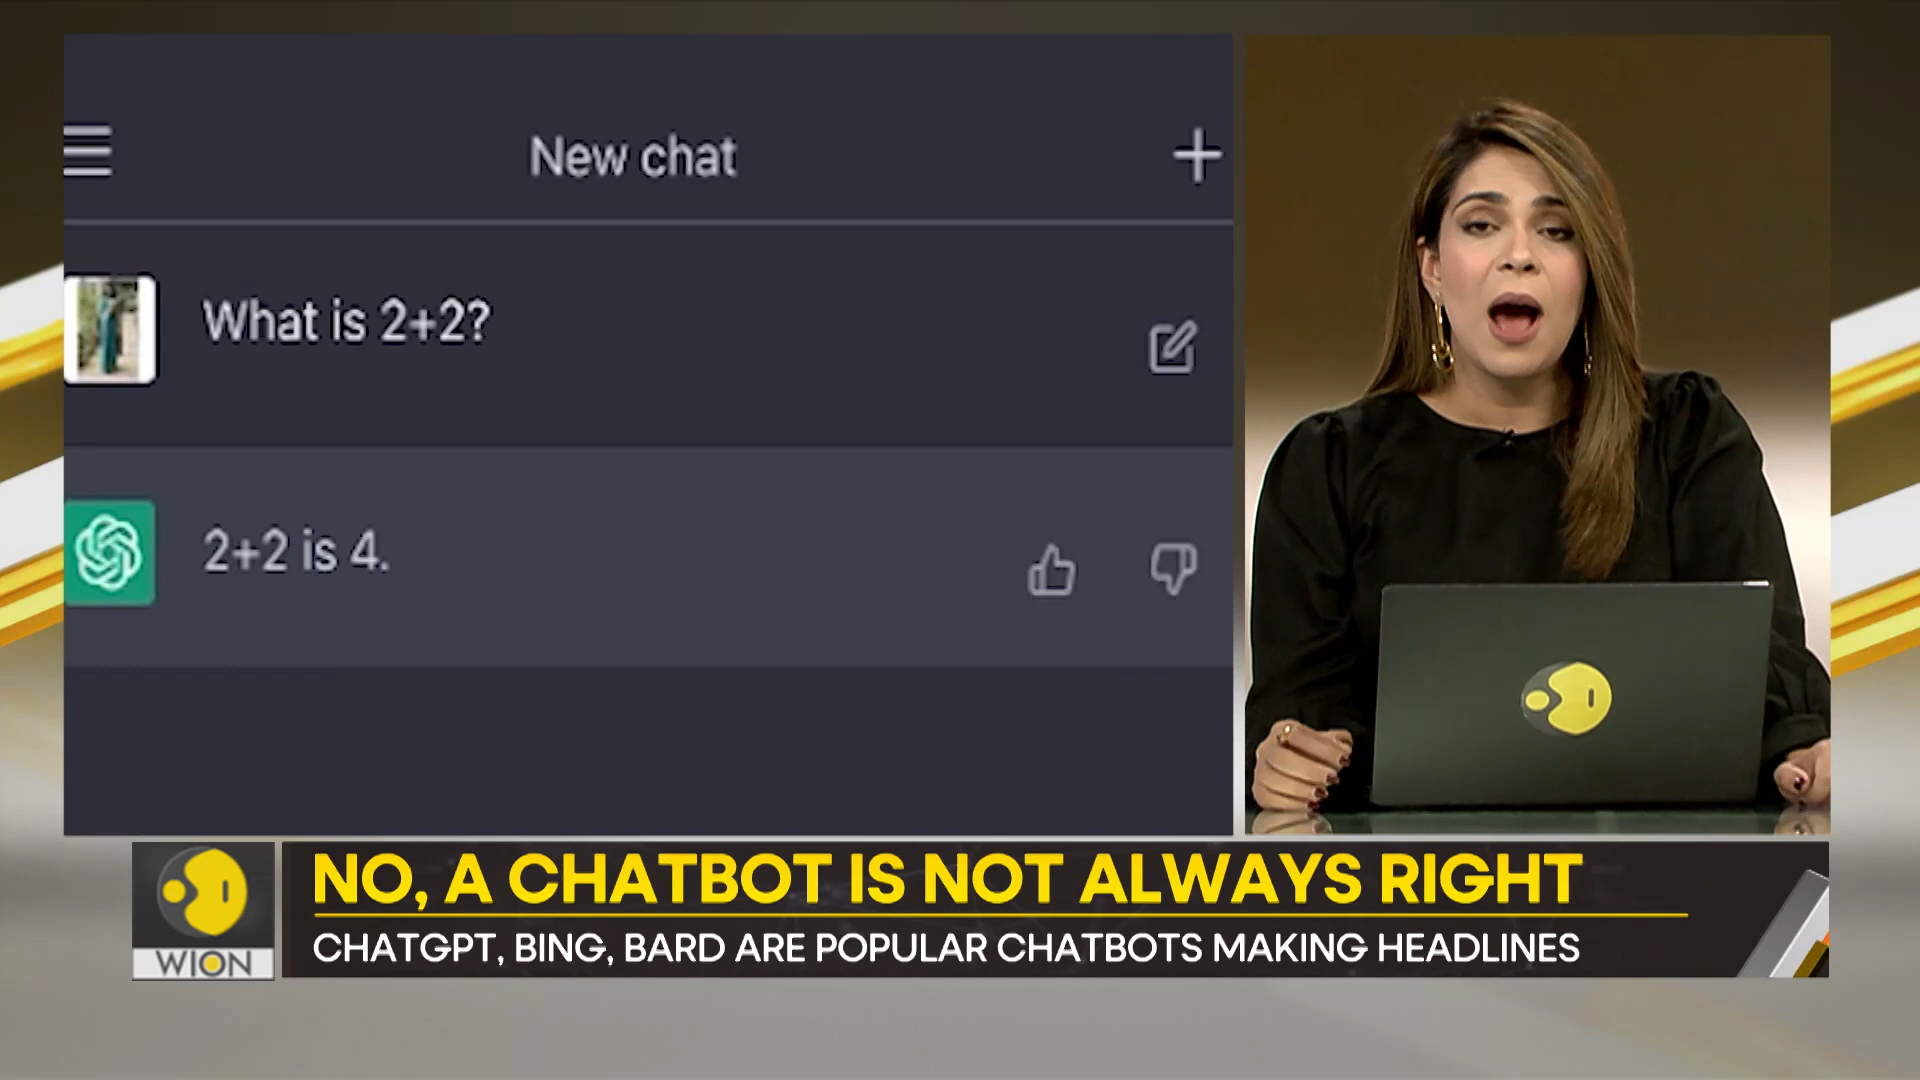 New chat
What is 2+2?
2+2 is 4.
NO, A CHATBOT IS NOT ALWAYS RIGHT
CHATGPT, BING, BARD ARE POPULAR CHATBOTS MAKING HEADLINES
WION